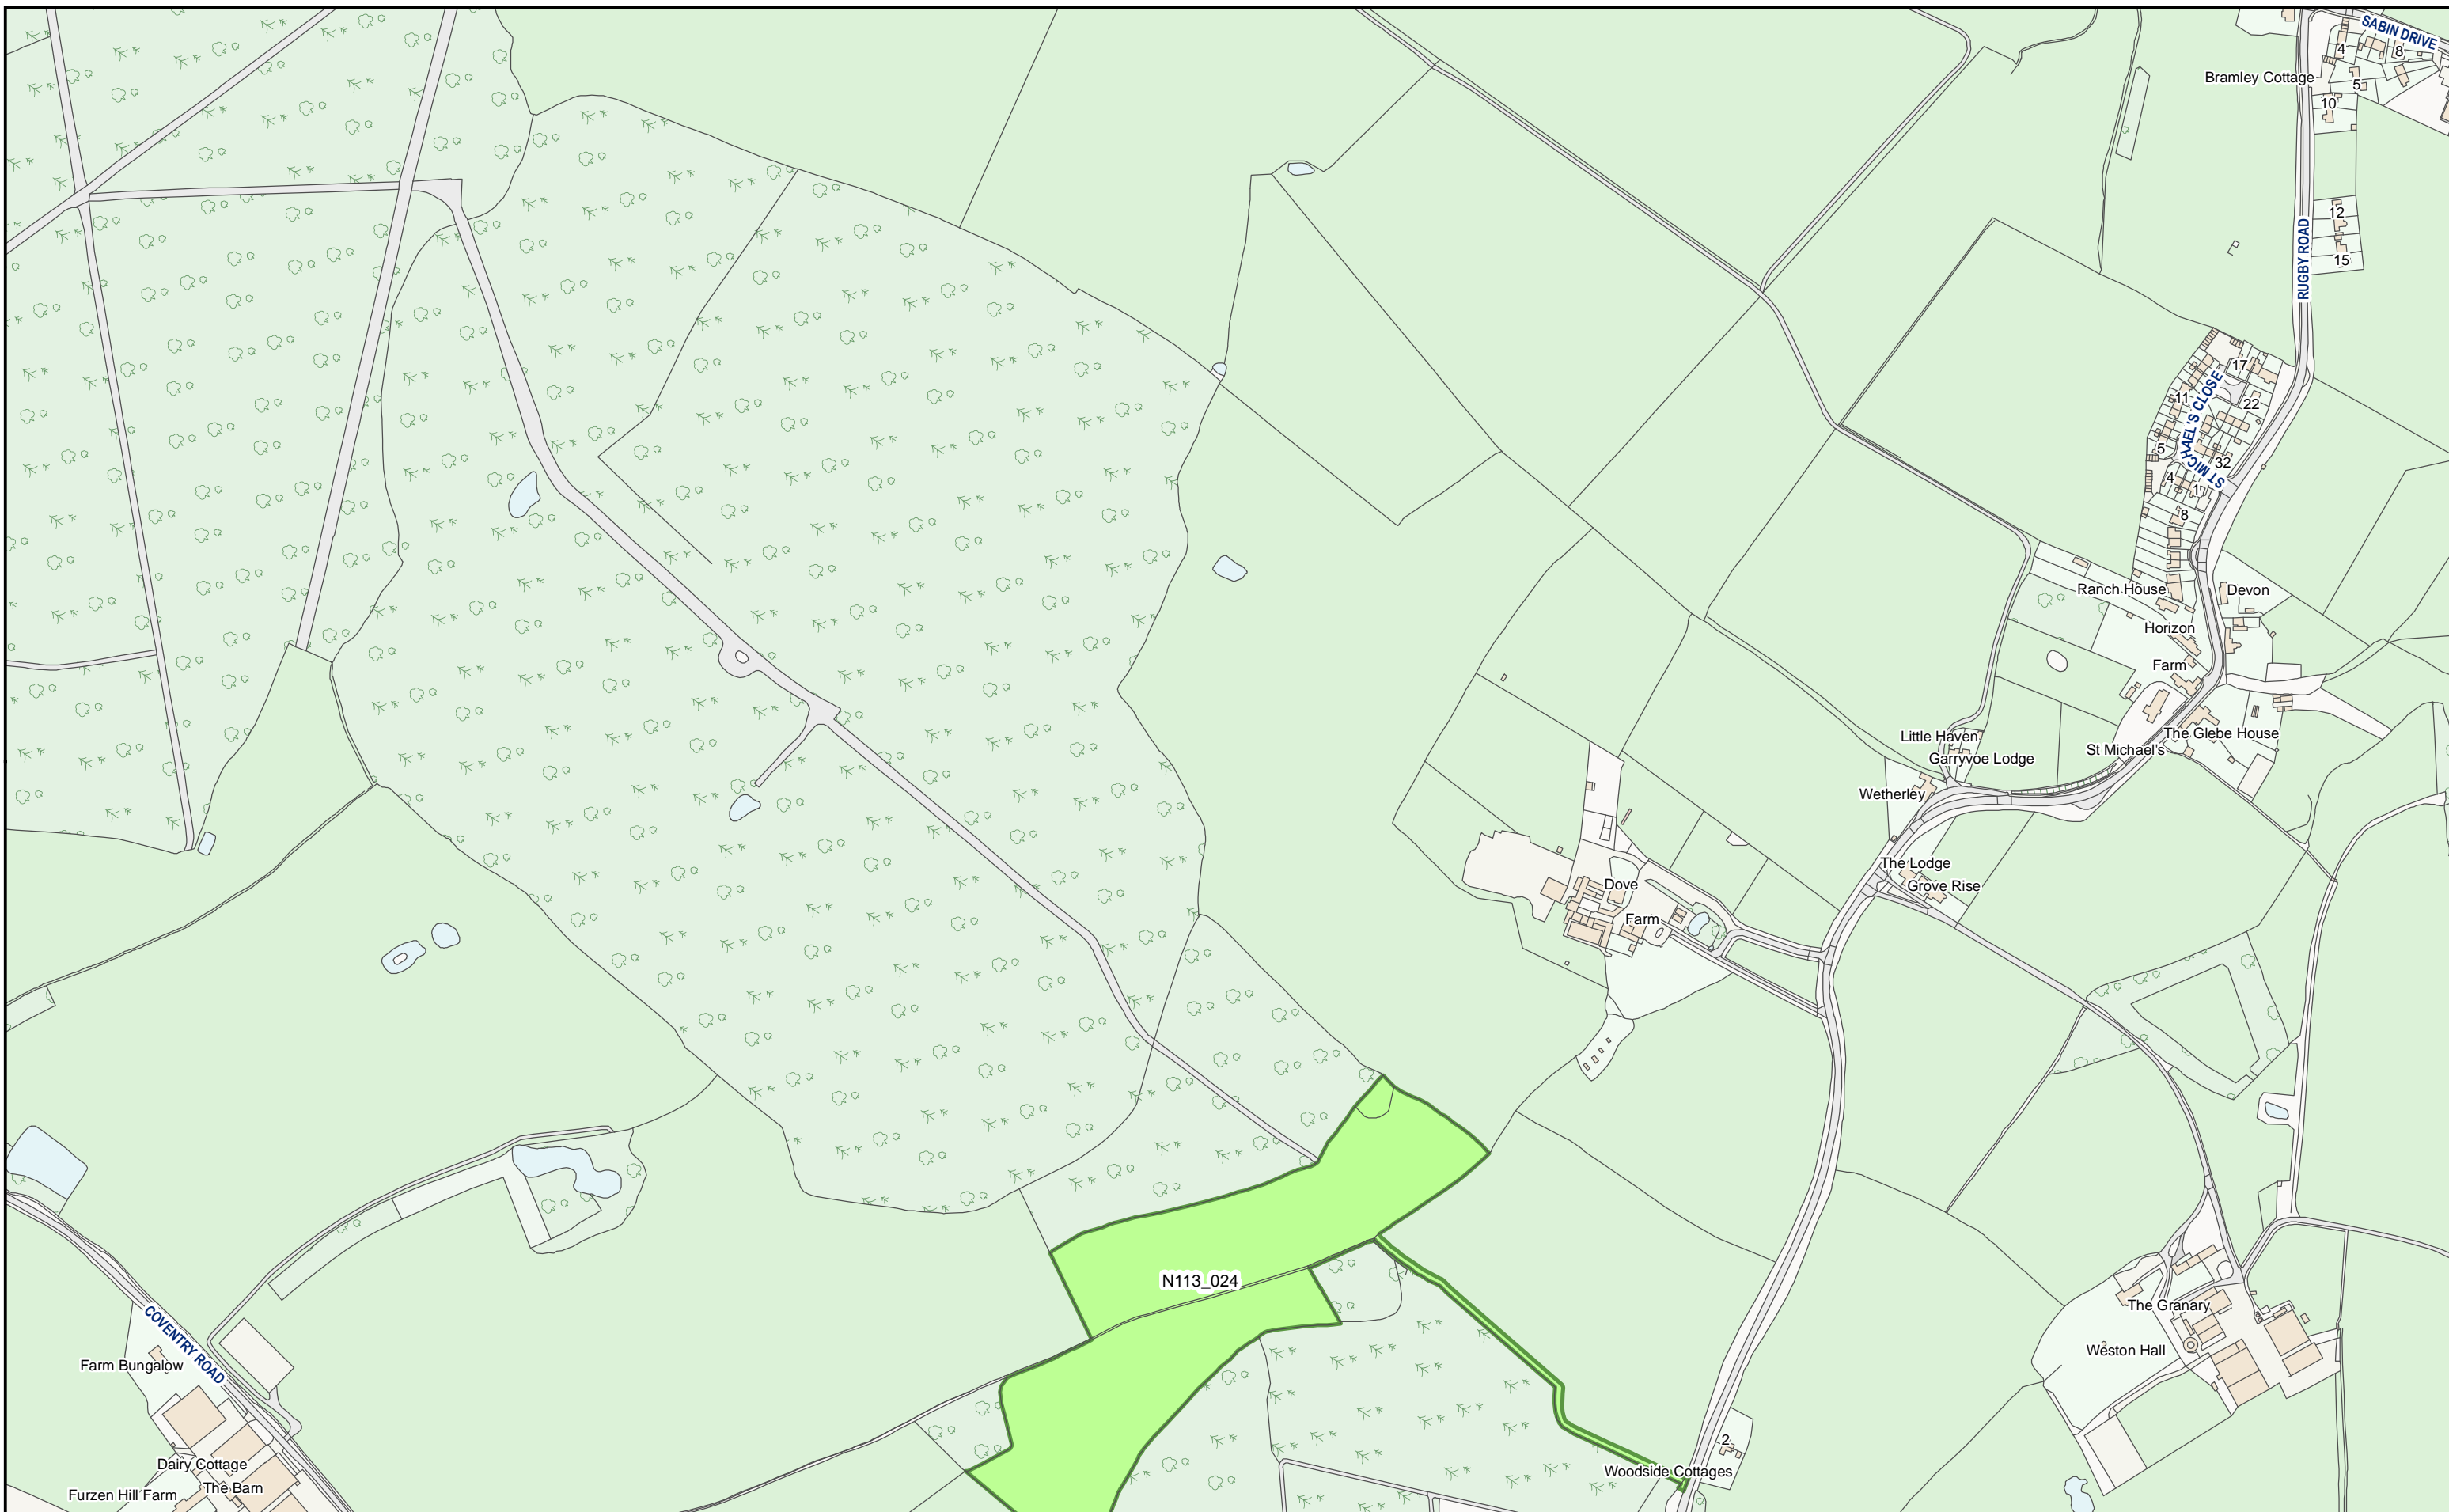 SABIN DRIVE
4
8
Bramley Cottage
5
10
12
RUGBY ROAD
15
17
11
22
ST MICHAEL'S CLOSE
5
32
4
1
8
Ranch House
Devon
Horizon
Farm
Little Haven
The Glebe House
St Michael's
Garryvoe Lodge
Wetherley
The Lodge
Dove
Grove Rise
Farm
N113_024
The Granary
COVENTRY ROAD
Weston Hall
Farm Bungalow
2
Dairy Cottage
Woodside Cottages
The Barn
Furzen Hill Farm